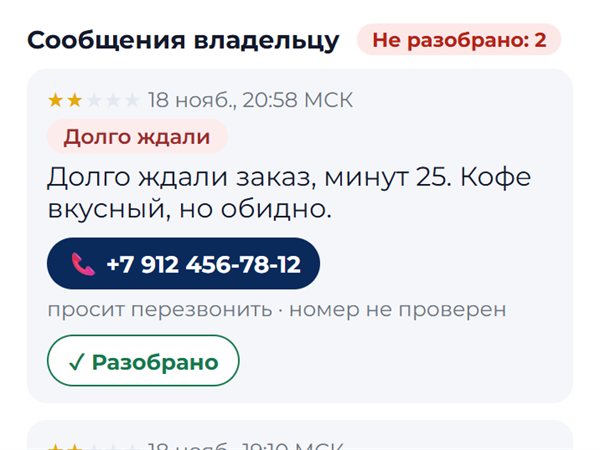 Сообщения владельцу
Не разобрано: 2
★★★★★ 18 нояб., 20:58 МСК
Долго ждали
Долго ждали заказ, минут 25. Кофе
вкусный, но обидно.
+7 912 456-78-12
просит перезвонить · номер не проверен
✓ Разобрано
18 нояб., 19:10 МСК